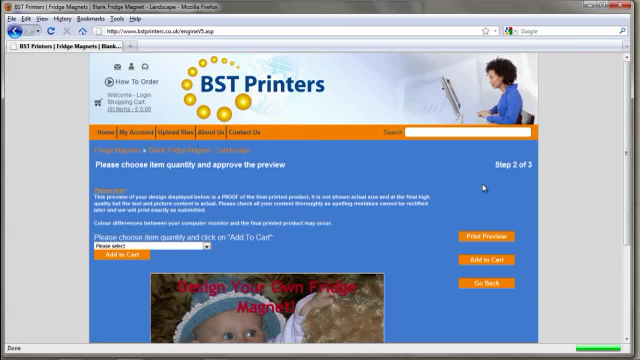 BST Printers | Fridge Magnets | Blank Fridge Magnet - Landscape - Mozilla Firefox
File Edit View History Bookmarks Tools Help
http://www.bstprinters.co.uk/engineV5.asp
Google
BST Printers | Fridge Magnets | Blank...
How To Order
Welcome - Login
Shopping Cart
(0) items - £ 0.00
BST Printers
Home My Account Upload files About Us Contact Us
Search
Fridge Magnets » Blank Fridge Magnet - Landscape
Please choose item quantity and approve the preview
Step 2 of 3
Please note!
This preview of your design displayed below is a PROOF of the final printed product, it is not shown actual size and at the final high
quality but the text and picture content is actual. Please check all your content thoroughly as spelling mistakes cannot be rectified
later and we will print exactly as submitted.
Colour differences between your computer monitor and the final printed product may occur.
Please choose item quantity and click on "Add To Cart":
Please select
Add to Cart
Print Preview
Add to Cart
Go Back
Design Your Own Fridge
Magnet!
Done